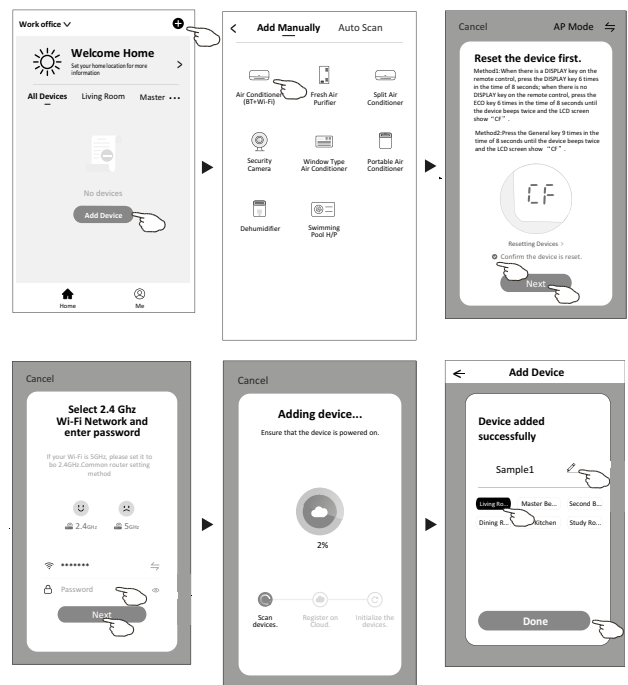 Work office
Welcome Home
Set your home location for more
information
All Devices Living Room Master
No devices
Add Device
Home Me
Add Manually Auto Scan
Air Conditioner
(BT+Wi-Fi)
Fresh Air
Purifier
Split Air
Conditioner
Security
Camera
Window Type
Air Conditioner
Portable Air
Conditioner
Dehumidifier
Swimming
Pool H/P
Cancel AP Mode
Reset the device first.
Method1:When there is a DISPLAY key on the
remote control, press the DISPLAY key 6 times
in the time of 8 seconds; when there is no
DISPLAY key on the remote control, press the
ECO key 6 times in the time of 8 seconds until
the device beeps twice and the LCD screen
show “CF”.
Method2:Press the General key 9 times in the
time of 8 seconds until the device beeps twice
and the LCD screen show “CF”.
CF
Resetting Devices >
Confirm the device is reset.
Next
Cancel
Select 2.4 Ghz
Wi-Fi Network and
enter password
If your Wi-Fi is 5GHz, please set it to
bo 2.4GHz.Common router setting
method
2.4GHz 5GHz
*******
Password
Next
Cancel
Adding device...
Ensure that the device is powered on.
2%
Scan
devices.
Register on
Cloud.
Initialize the
devices.
Add Device
Device added
successfully
Sample1
Living Ro... Master Be... Second B...
Dining R... Kitchen Study Ro...
Done